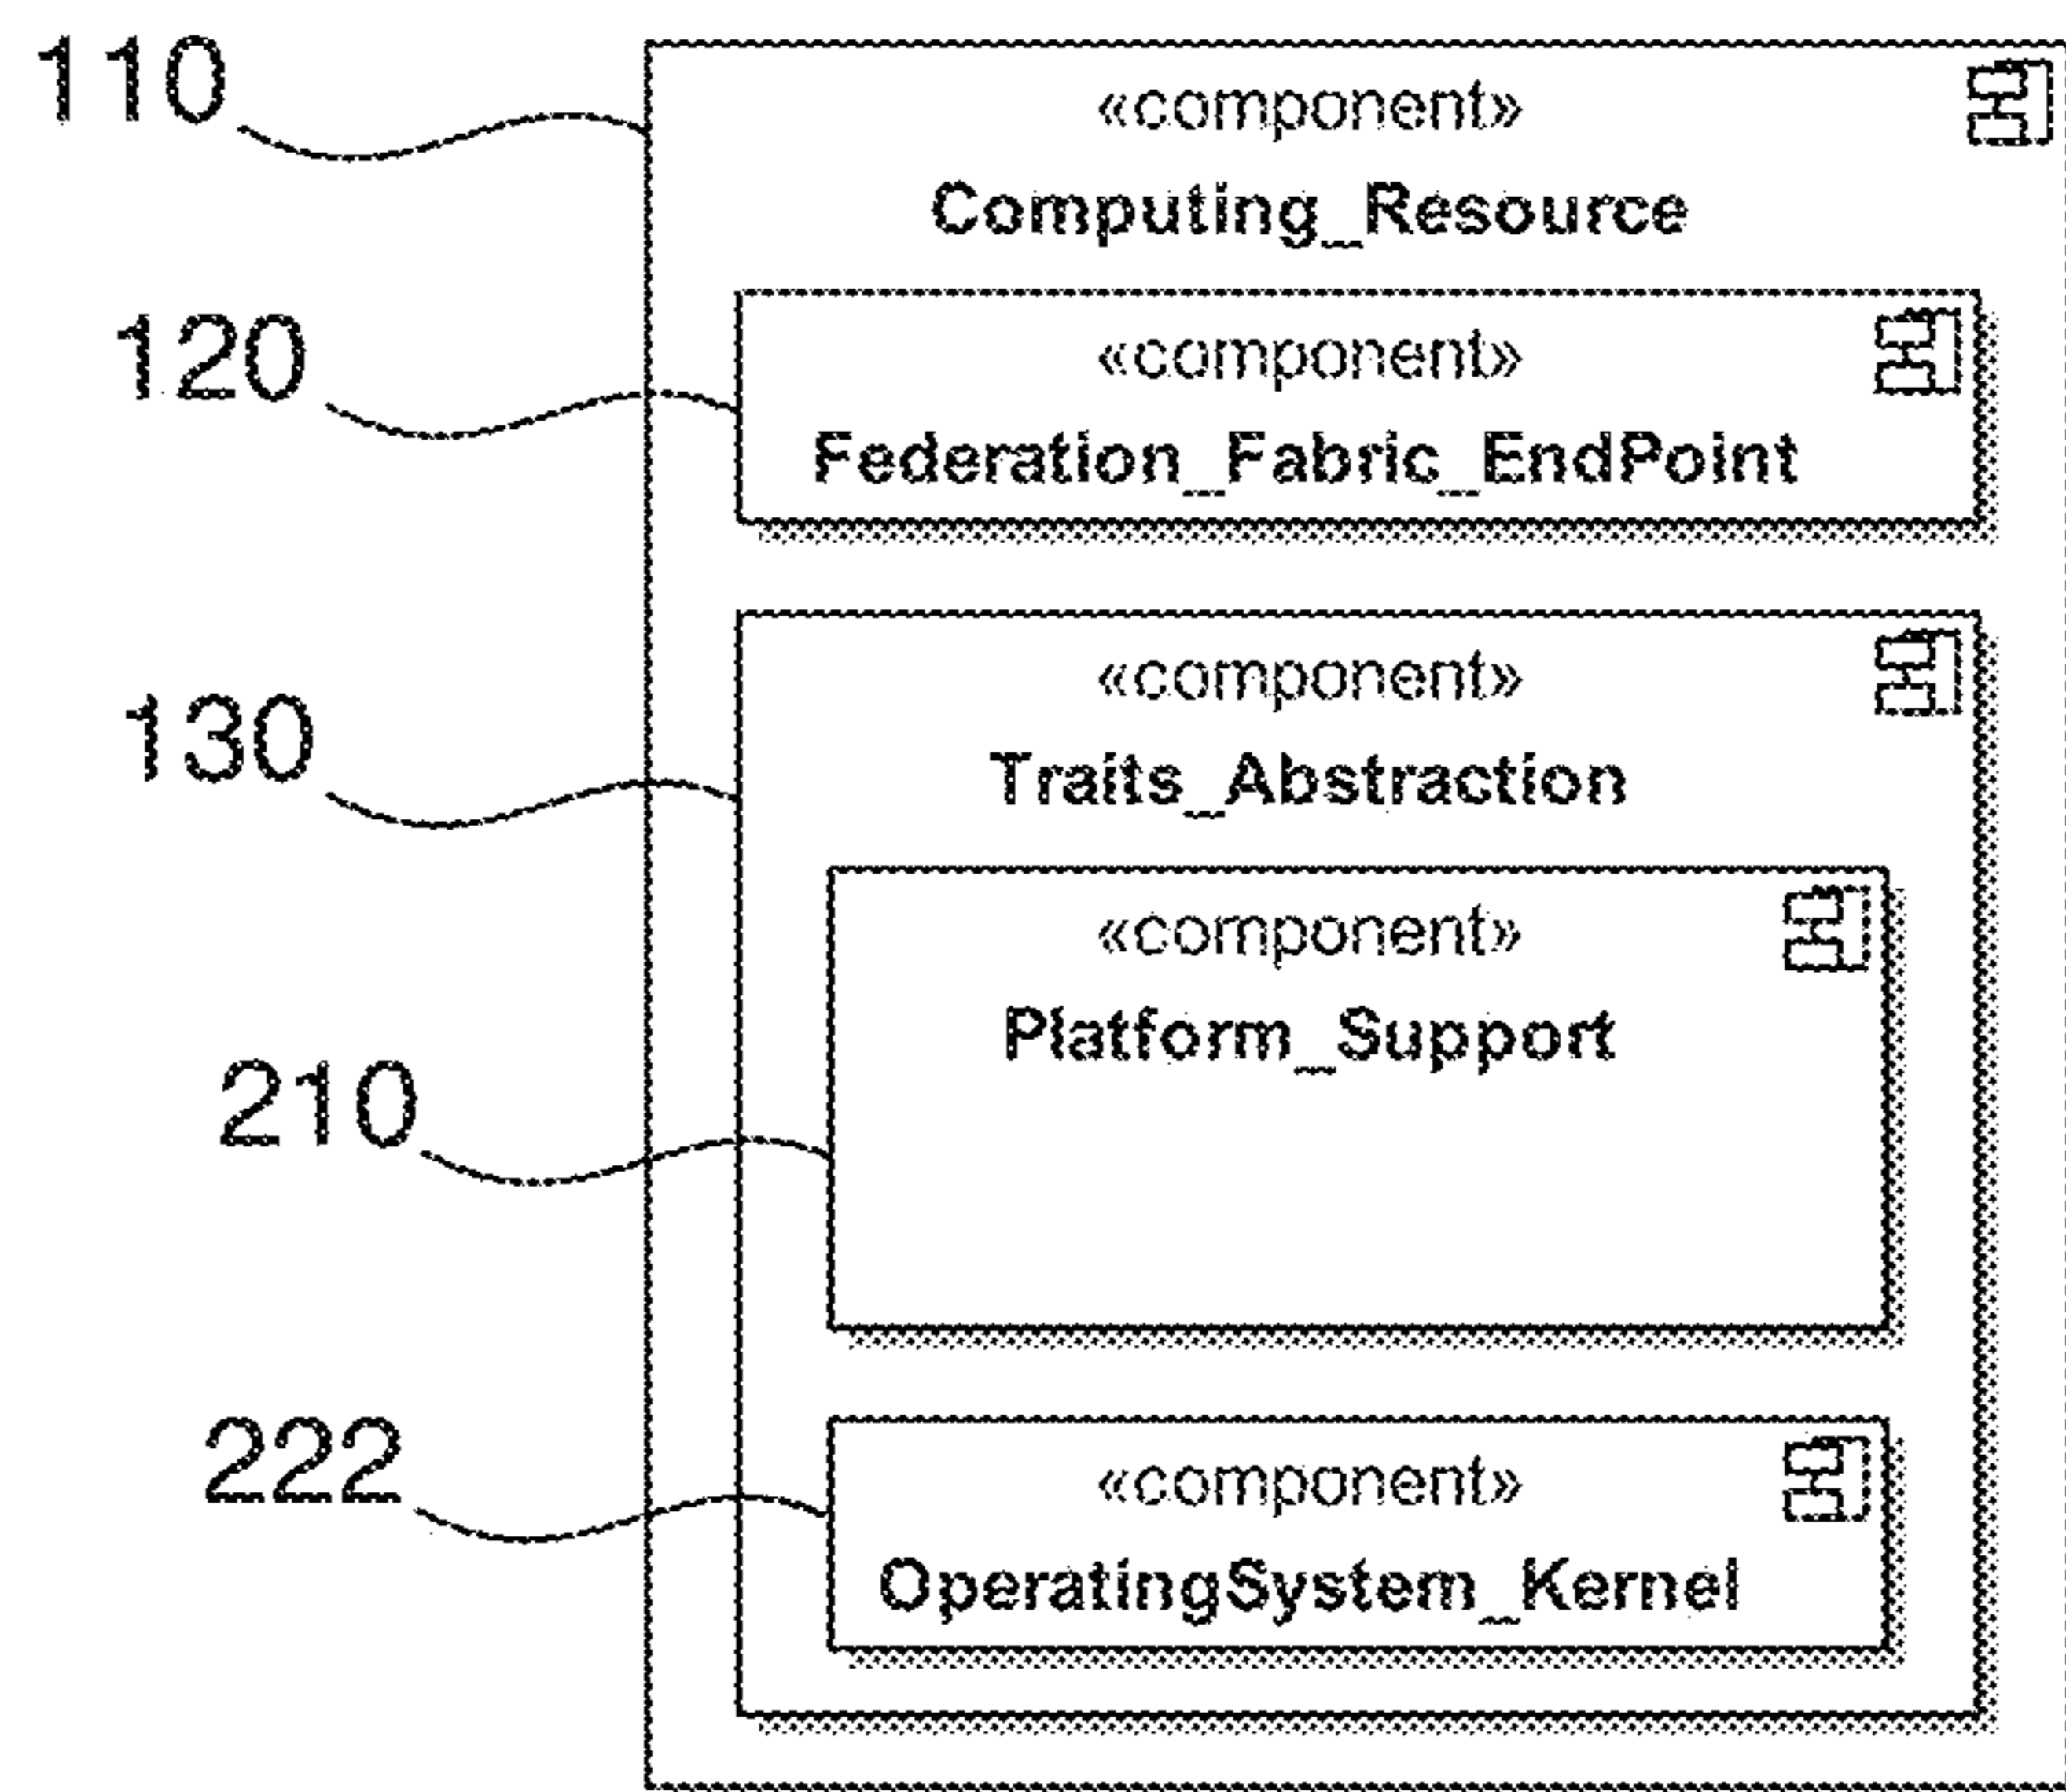 110
«component»
Computing_Resource
120
«component»
Federation_Fabric_EndPoint
130
«component»
Traits_Abstraction
210
«component»
Platform_Support
222
«component»
OperatingSystem_Kernel